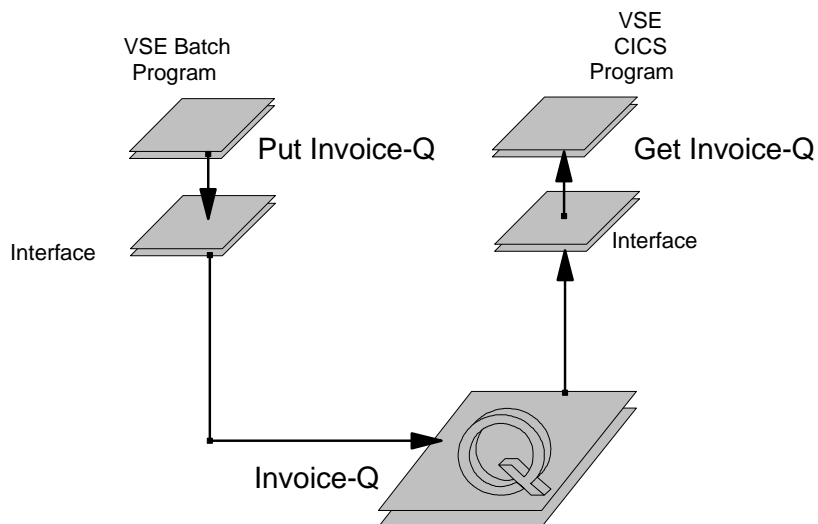 VSE Batch
Program
VSE
CICS
Program
Put Invoice-Q
Get Invoice-Q
Interface
Interface
Q
Invoice-Q